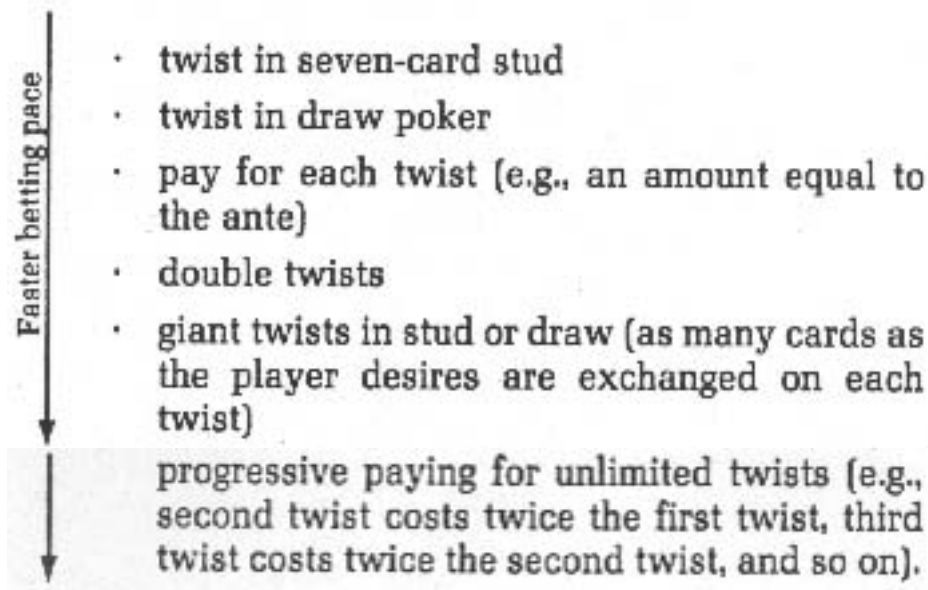 Faster betting pace
· twist in seven-card stud
· twist in draw poker
· pay for each twist (e.g., an amount equal to
the ante)
· double twists
· giant twists in stud or draw (as many cards as
the player desires are exchanged on each
twist)
progressive paying for unlimited twists (e.g.,
second twist costs twice the first twist, third
twist costs twice the second twist, and so on).